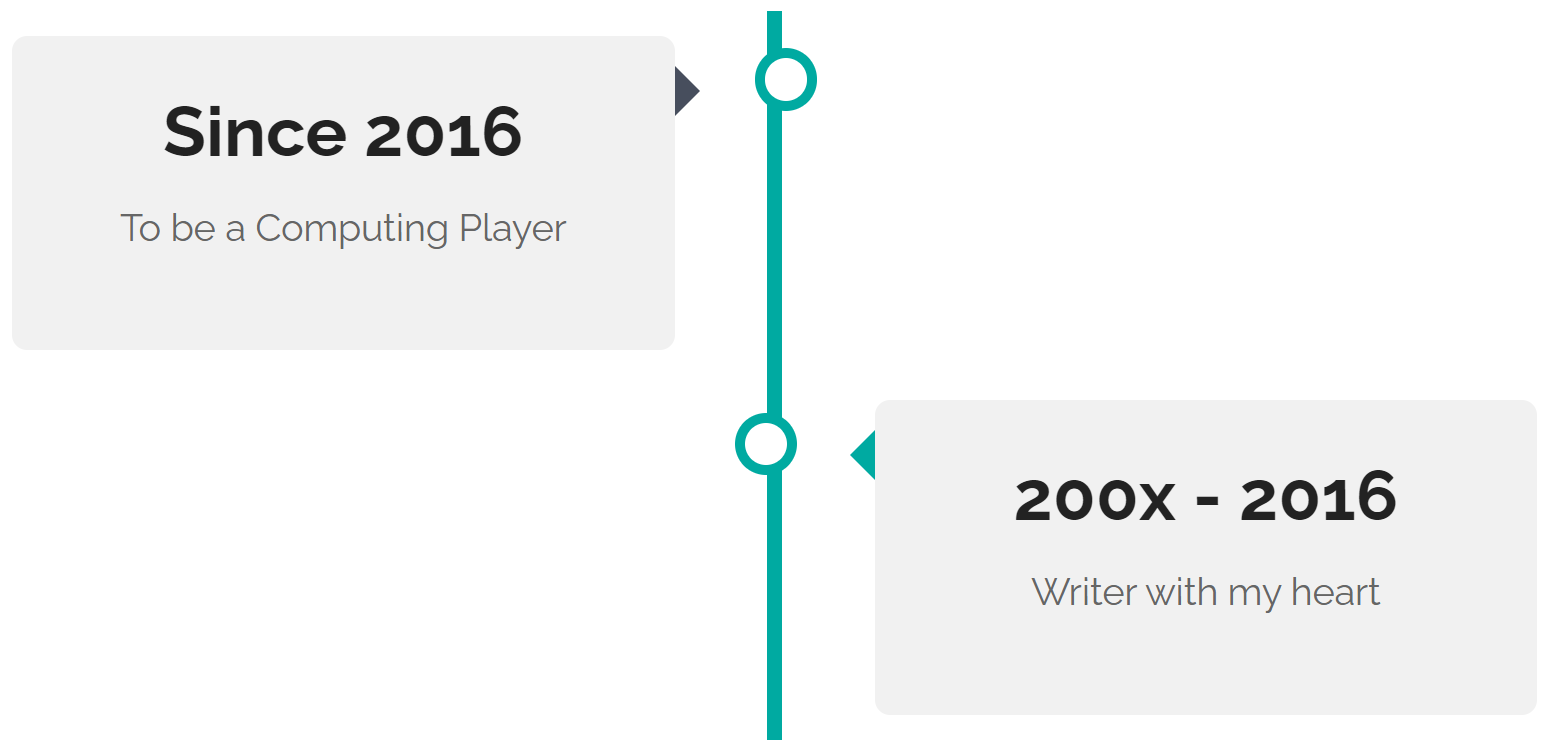 Since 2016
To be a Computing Player
200x - 2016
Writer with my heart